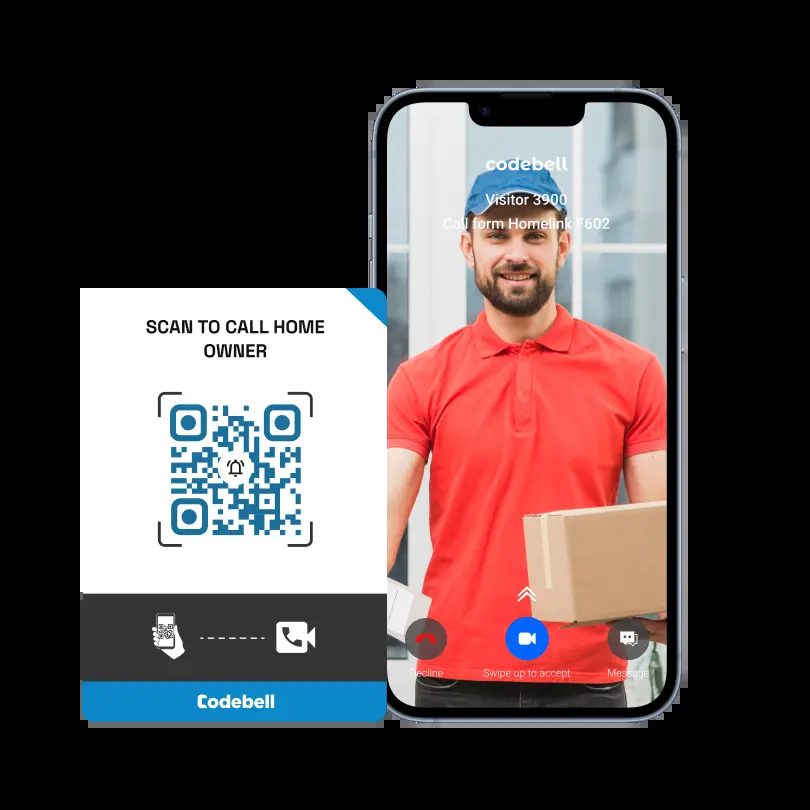 SCAN TO CALL HOME
OWNER
Codebell
codebell
Visitor 3900
Call form Homelink F602
Decline
Swipe up to accept
Message